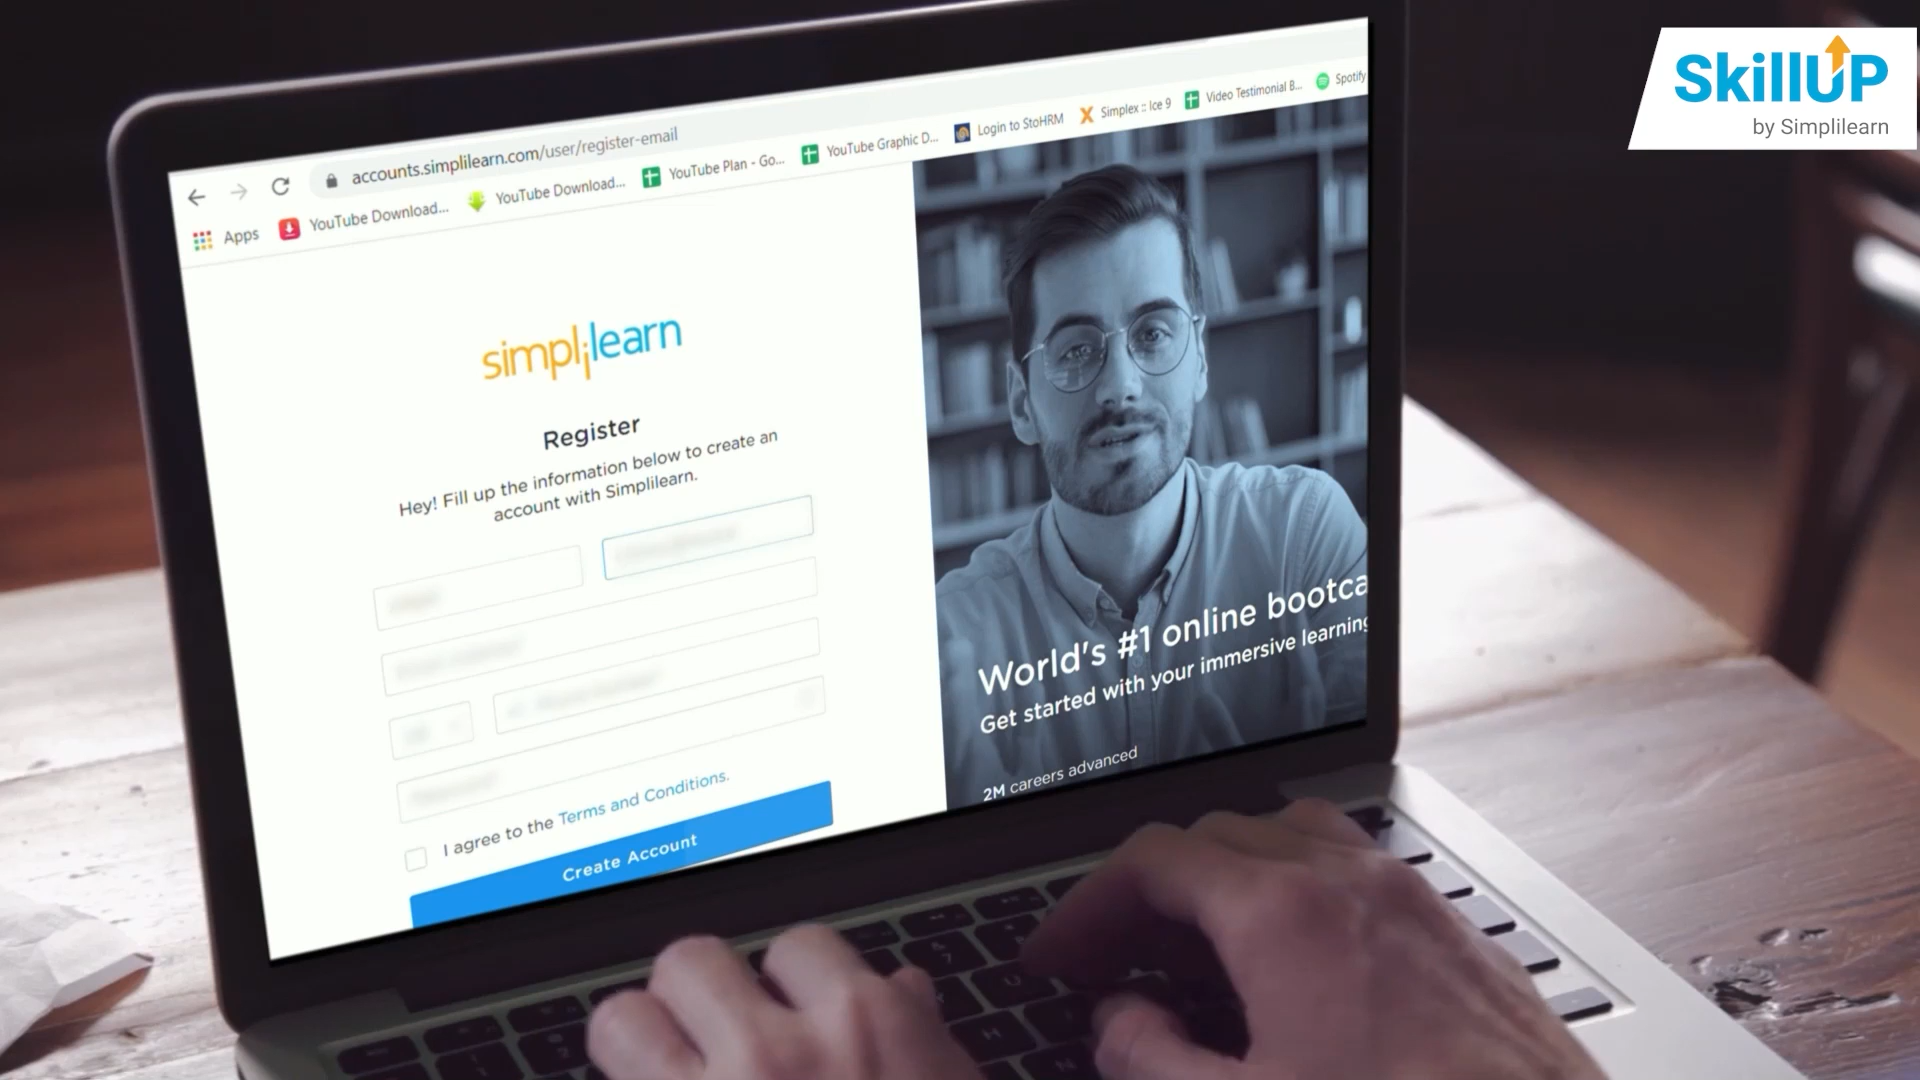 SkillUP
by Simplilearn
accounts.simplilearn.com/user/register-email
Apps
YouTube Download...
YouTube Download...
YouTube Plan - Go...
YouTube Graphic D...
Login to StoHRM
Simplex :: Ice 9
Video Testimonial B...
Spotify
simplilearn
Register
Hey! Fill up the information below to create an
account with Simplilearn.
I agree to the Terms and Conditions.
Create Account
World's #1 online bootca
Get started with your immersive learning
2M careers advanced